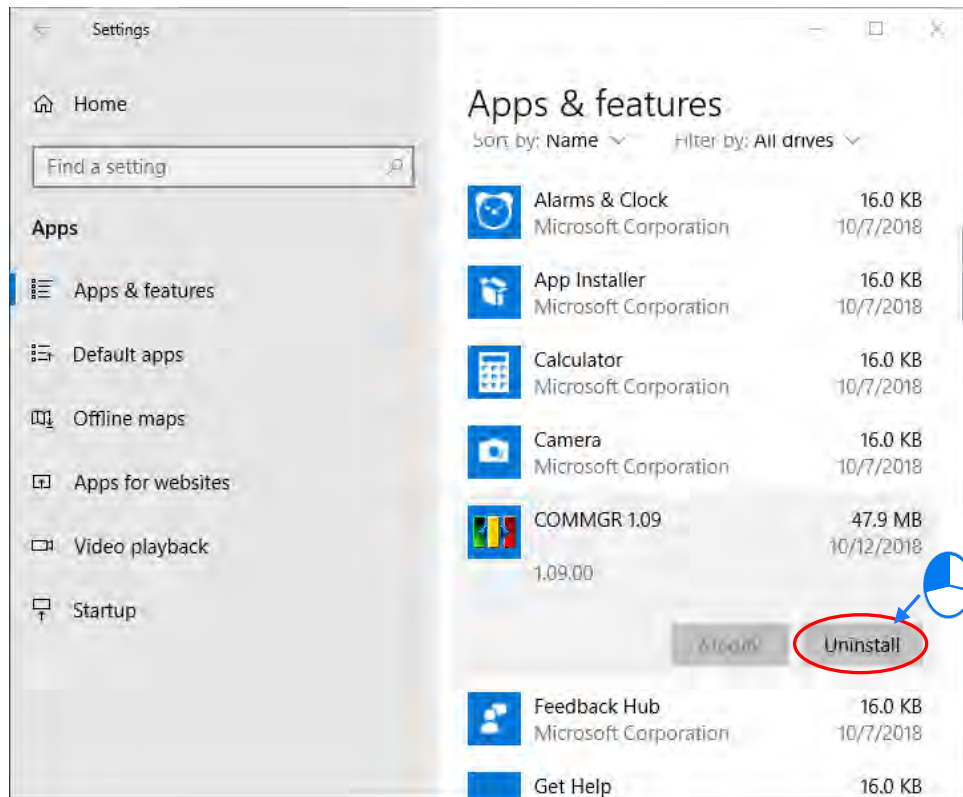 Settings
Home
Find a setting
Apps
Apps & features
Default apps
Offline maps
Apps for websites
Video playback
Startup
Apps & features
Sort by: Name Filter by: All drives
Alarms & Clock 16.0 KB
Microsoft Corporation 10/7/2018
App Installer 16.0 KB
Microsoft Corporation 10/7/2018
Calculator 16.0 KB
Microsoft Corporation 10/7/2018
Camera 16.0 KB
Microsoft Corporation 10/7/2018
COMMGR 1.09 47.9 MB
10/12/2018
1.09.00
Modify Uninstall
Feedback Hub 16.0 KB
Microsoft Corporation 10/7/2018
Get Help 16.0 KB